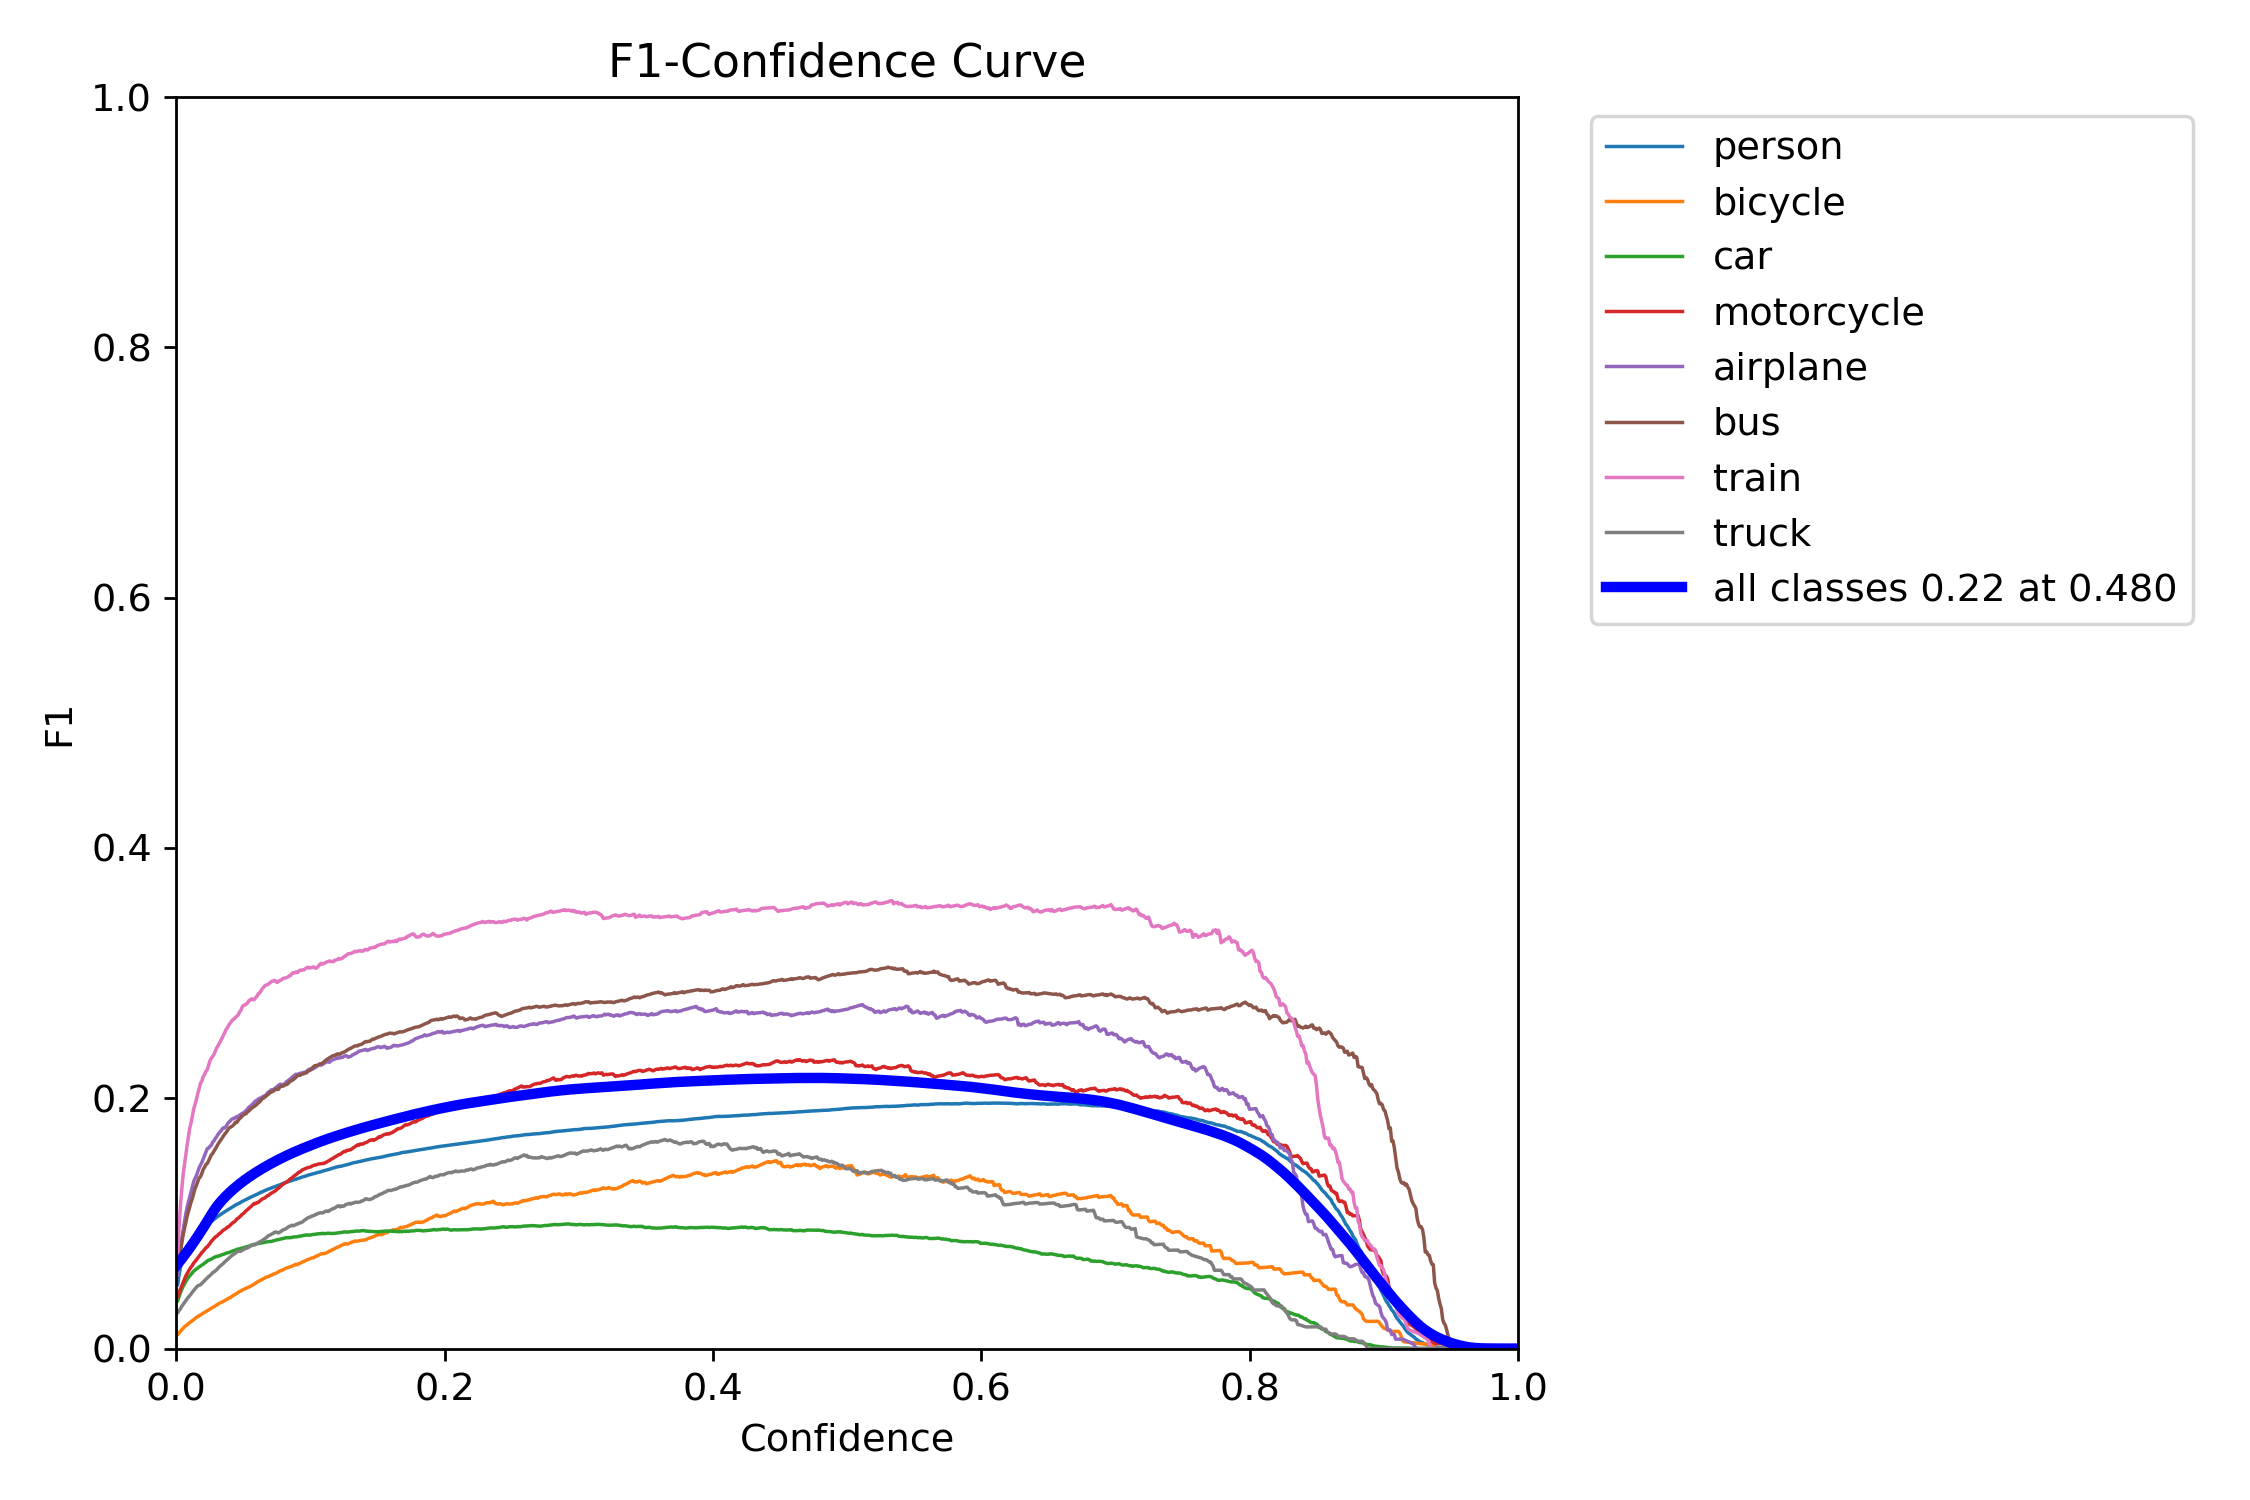 F1-Confidence Curve
1.0
0.8
0.6
0.4
0.2
0.0
F1
0.0 0.2 0.4 0.6 0.8 1.0
Confidence
person
bicycle
car
motorcycle
airplane
bus
train
truck
all classes 0.22 at 0.480